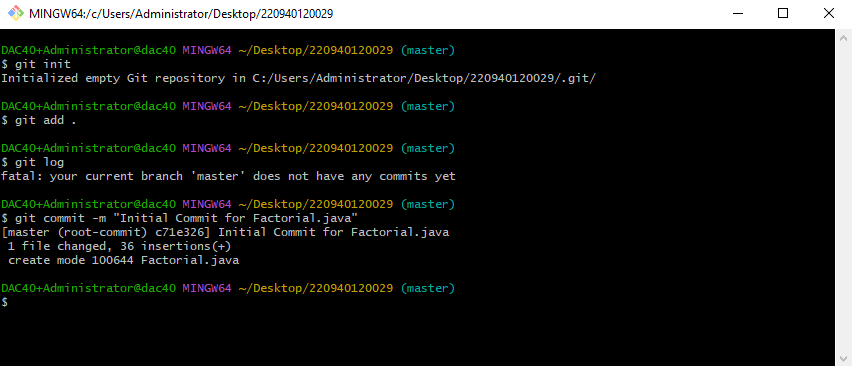 MINGW64:/c/Users/Administrator/Desktop/220940120029
DAC40+Administrator@dac40 MINGW64 ~/Desktop/220940120029 (master)
$ git init
Initialized empty Git repository in C:/Users/Administrator/Desktop/220940120029/.git/
DAC40+Administrator@dac40 MINGW64 ~/Desktop/220940120029 (master)
$ git add .
DAC40+Administrator@dac40 MINGW64 ~/Desktop/220940120029 (master)
$ git log
fatal: your current branch 'master' does not have any commits yet
DAC40+Administrator@dac40 MINGW64 ~/Desktop/220940120029 (master)
$ git commit -m "Initial Commit for Factorial.java"
[master (root-commit) c71e326] Initial Commit for Factorial.java
 1 file changed, 36 insertions(+)
 create mode 100644 Factorial.java
DAC40+Administrator@dac40 MINGW64 ~/Desktop/220940120029 (master)
$